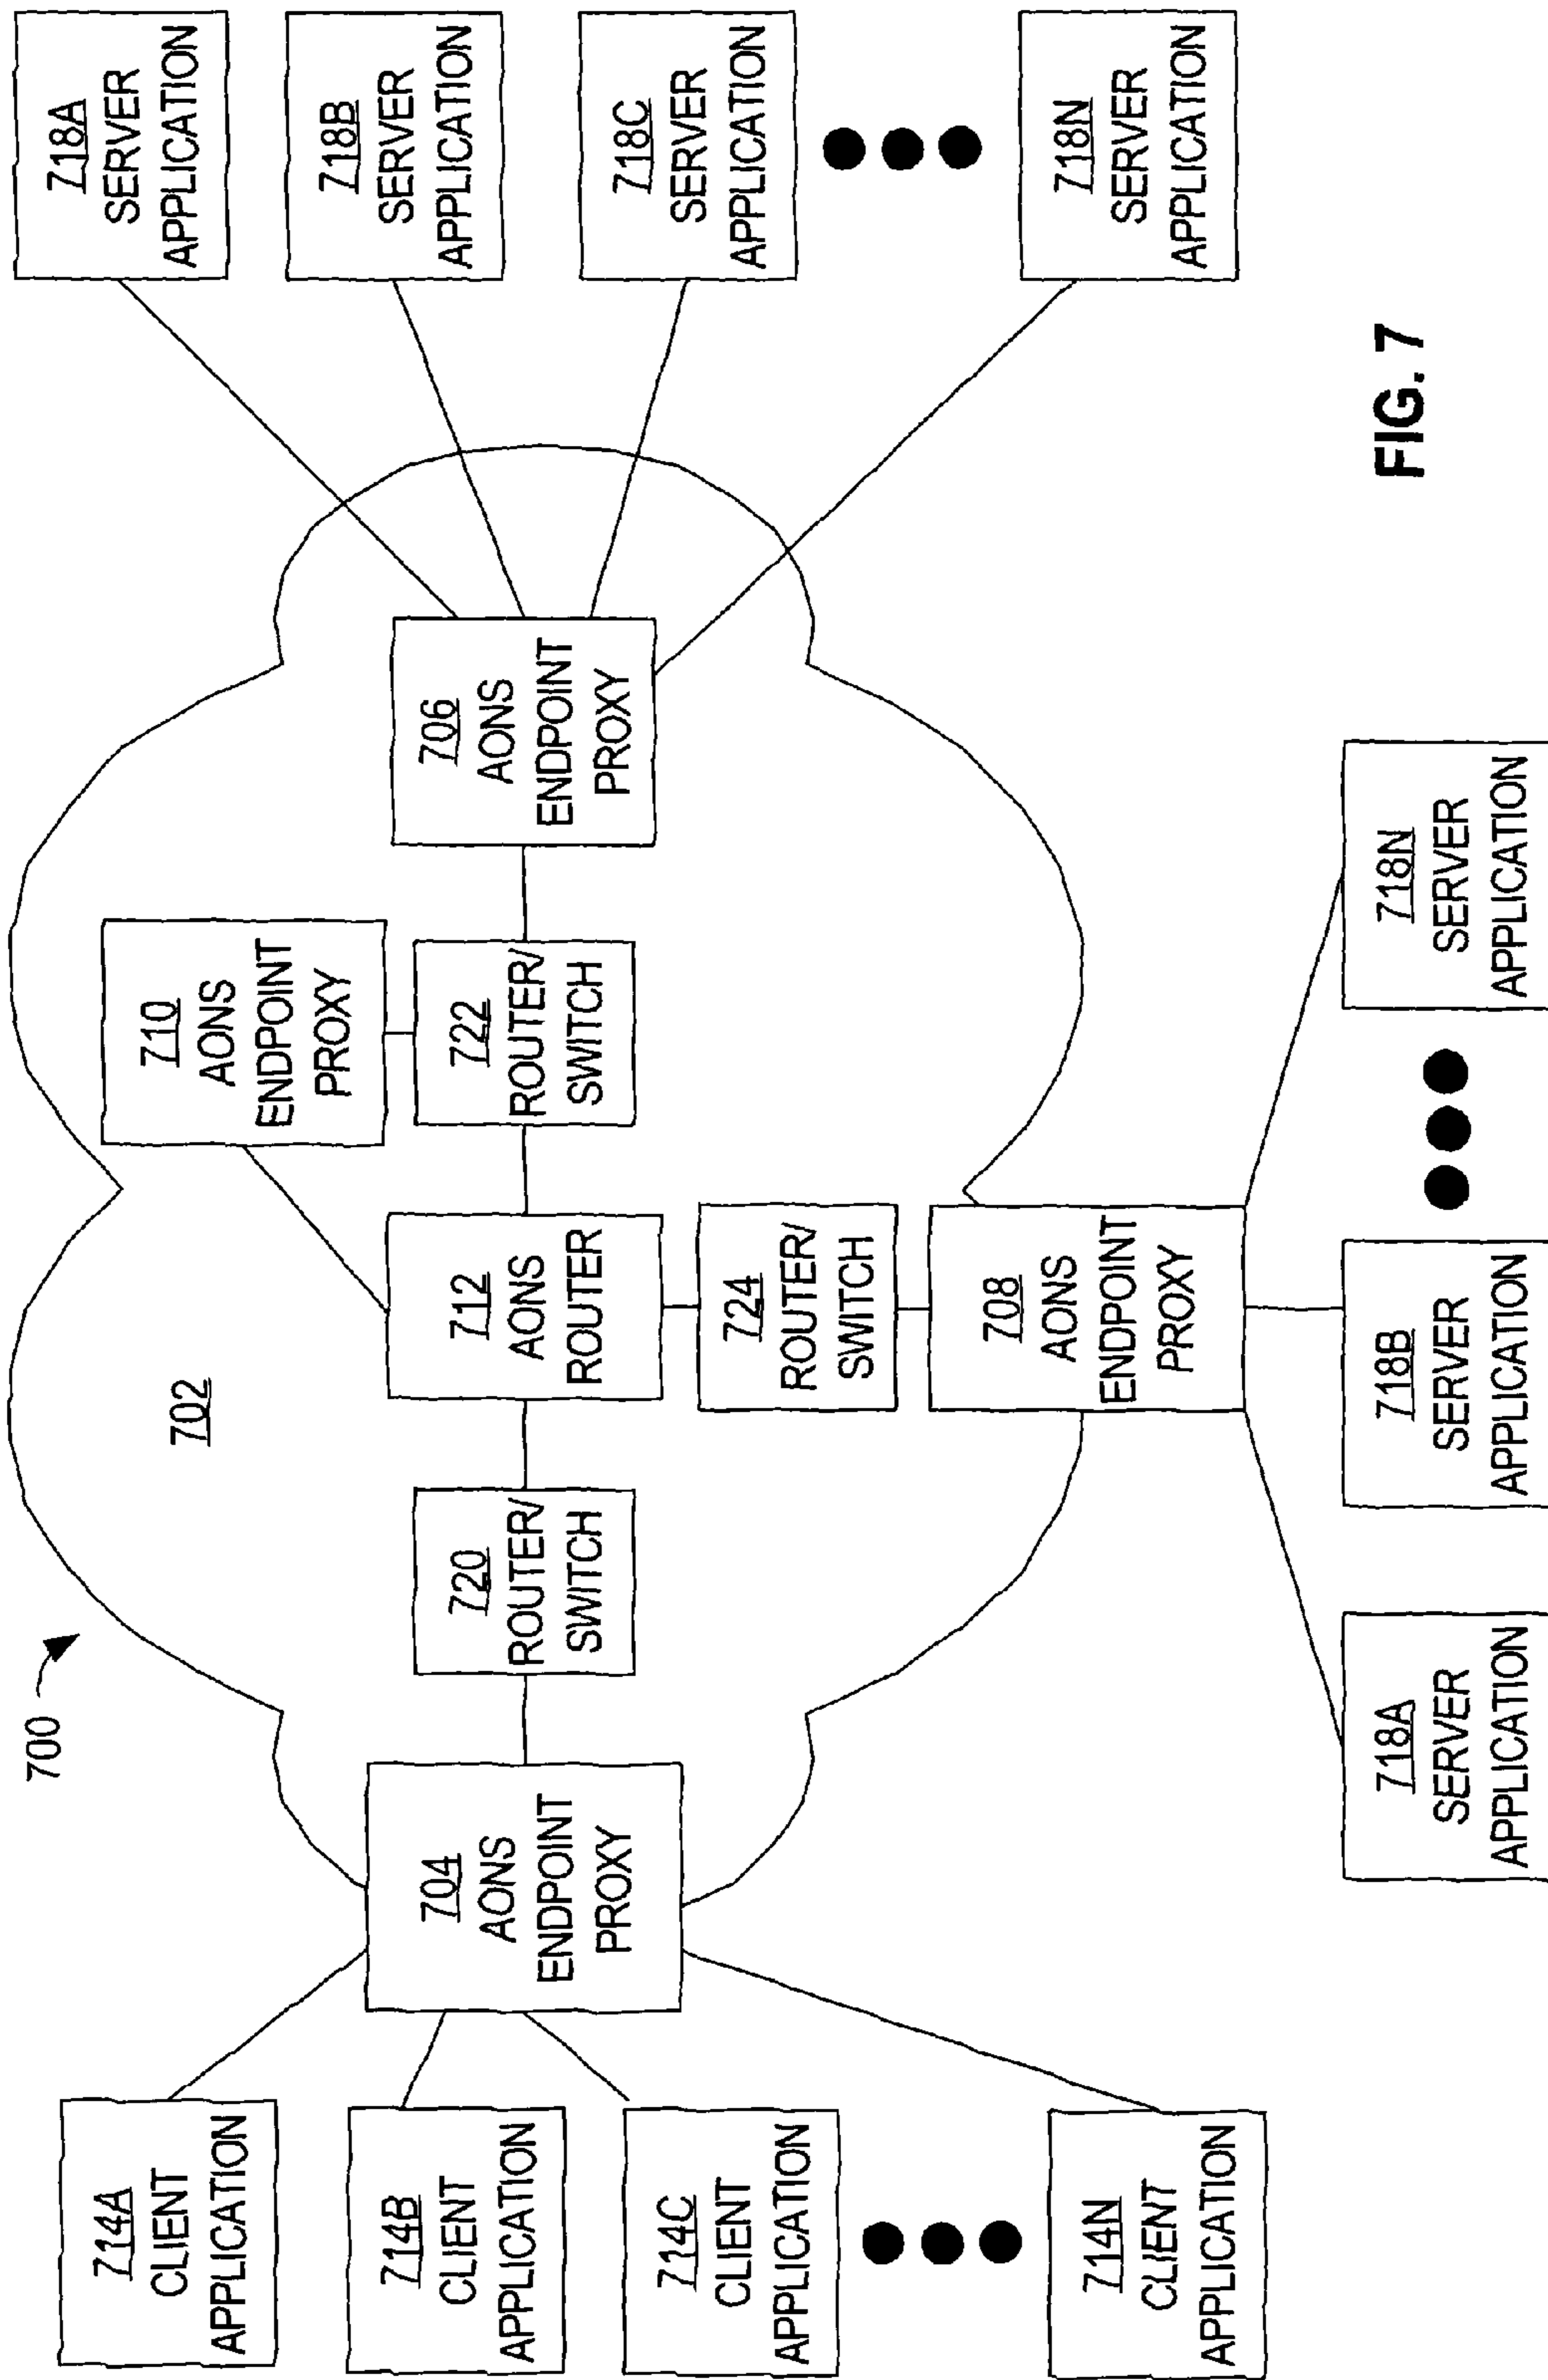 700
702
714A
CLIENT
APPLICATION
714B
CLIENT
APPLICATION
714C
CLIENT
APPLICATION
714N
CLIENT
APPLICATION
704
AONS
ENDPOINT
PROXY
720
ROUTER/
SWITCH
712
AONS
ROUTER
710
AONS
ENDPOINT
PROXY
722
ROUTER/
SWITCH
706
AONS
ENDPOINT
PROXY
724
ROUTER/
SWITCH
708
AONS
ENDPOINT
PROXY
718A
SERVER
APPLICATION
718B
SERVER
APPLICATION
718C
SERVER
APPLICATION
718N
SERVER
APPLICATION
718A
SERVER
APPLICATION
718B
SERVER
APPLICATION
718N
SERVER
APPLICATION
FIG. 7